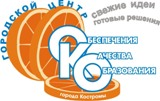 ГОРОДСКОЙ ЦЕНТР
СВЕЖИЕ ИДЕИ
ГОТОВЫЕ РЕШЕНИЯ
ОБЕСПЕЧЕНИЯ
КАЧЕСТВА
ОБРАЗОВАНИЯ
города Костромы